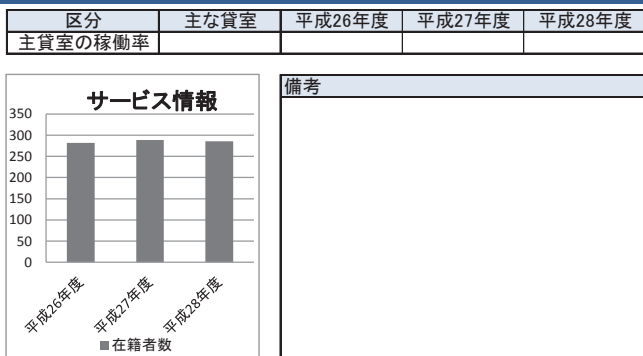 区分 主な貸室 平成26年度 平成27年度 平成28年度
主貸室の稼働率
サービス情報
350
300
250
200
150
100
50
0
平成26年度 平成27年度 平成28年度
■在籍者数
備考